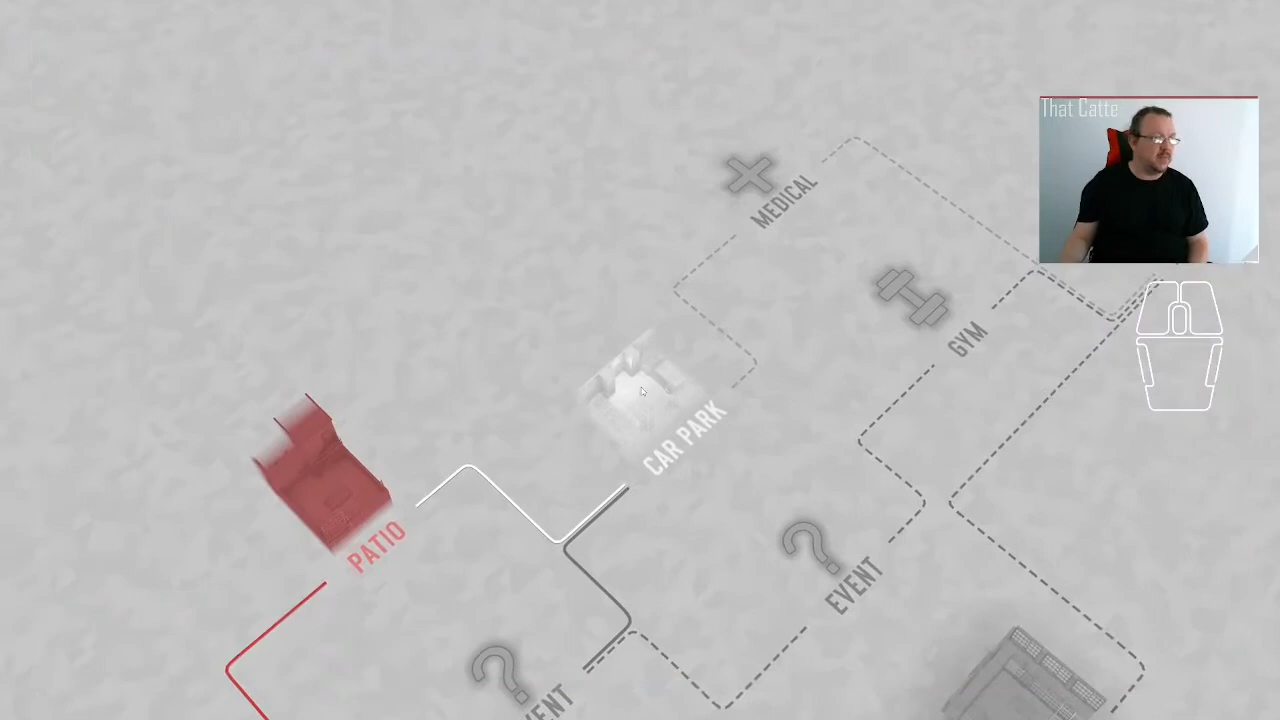 That Catte
MEDICAL
GYM
CAR PARK
PATIO
EVENT